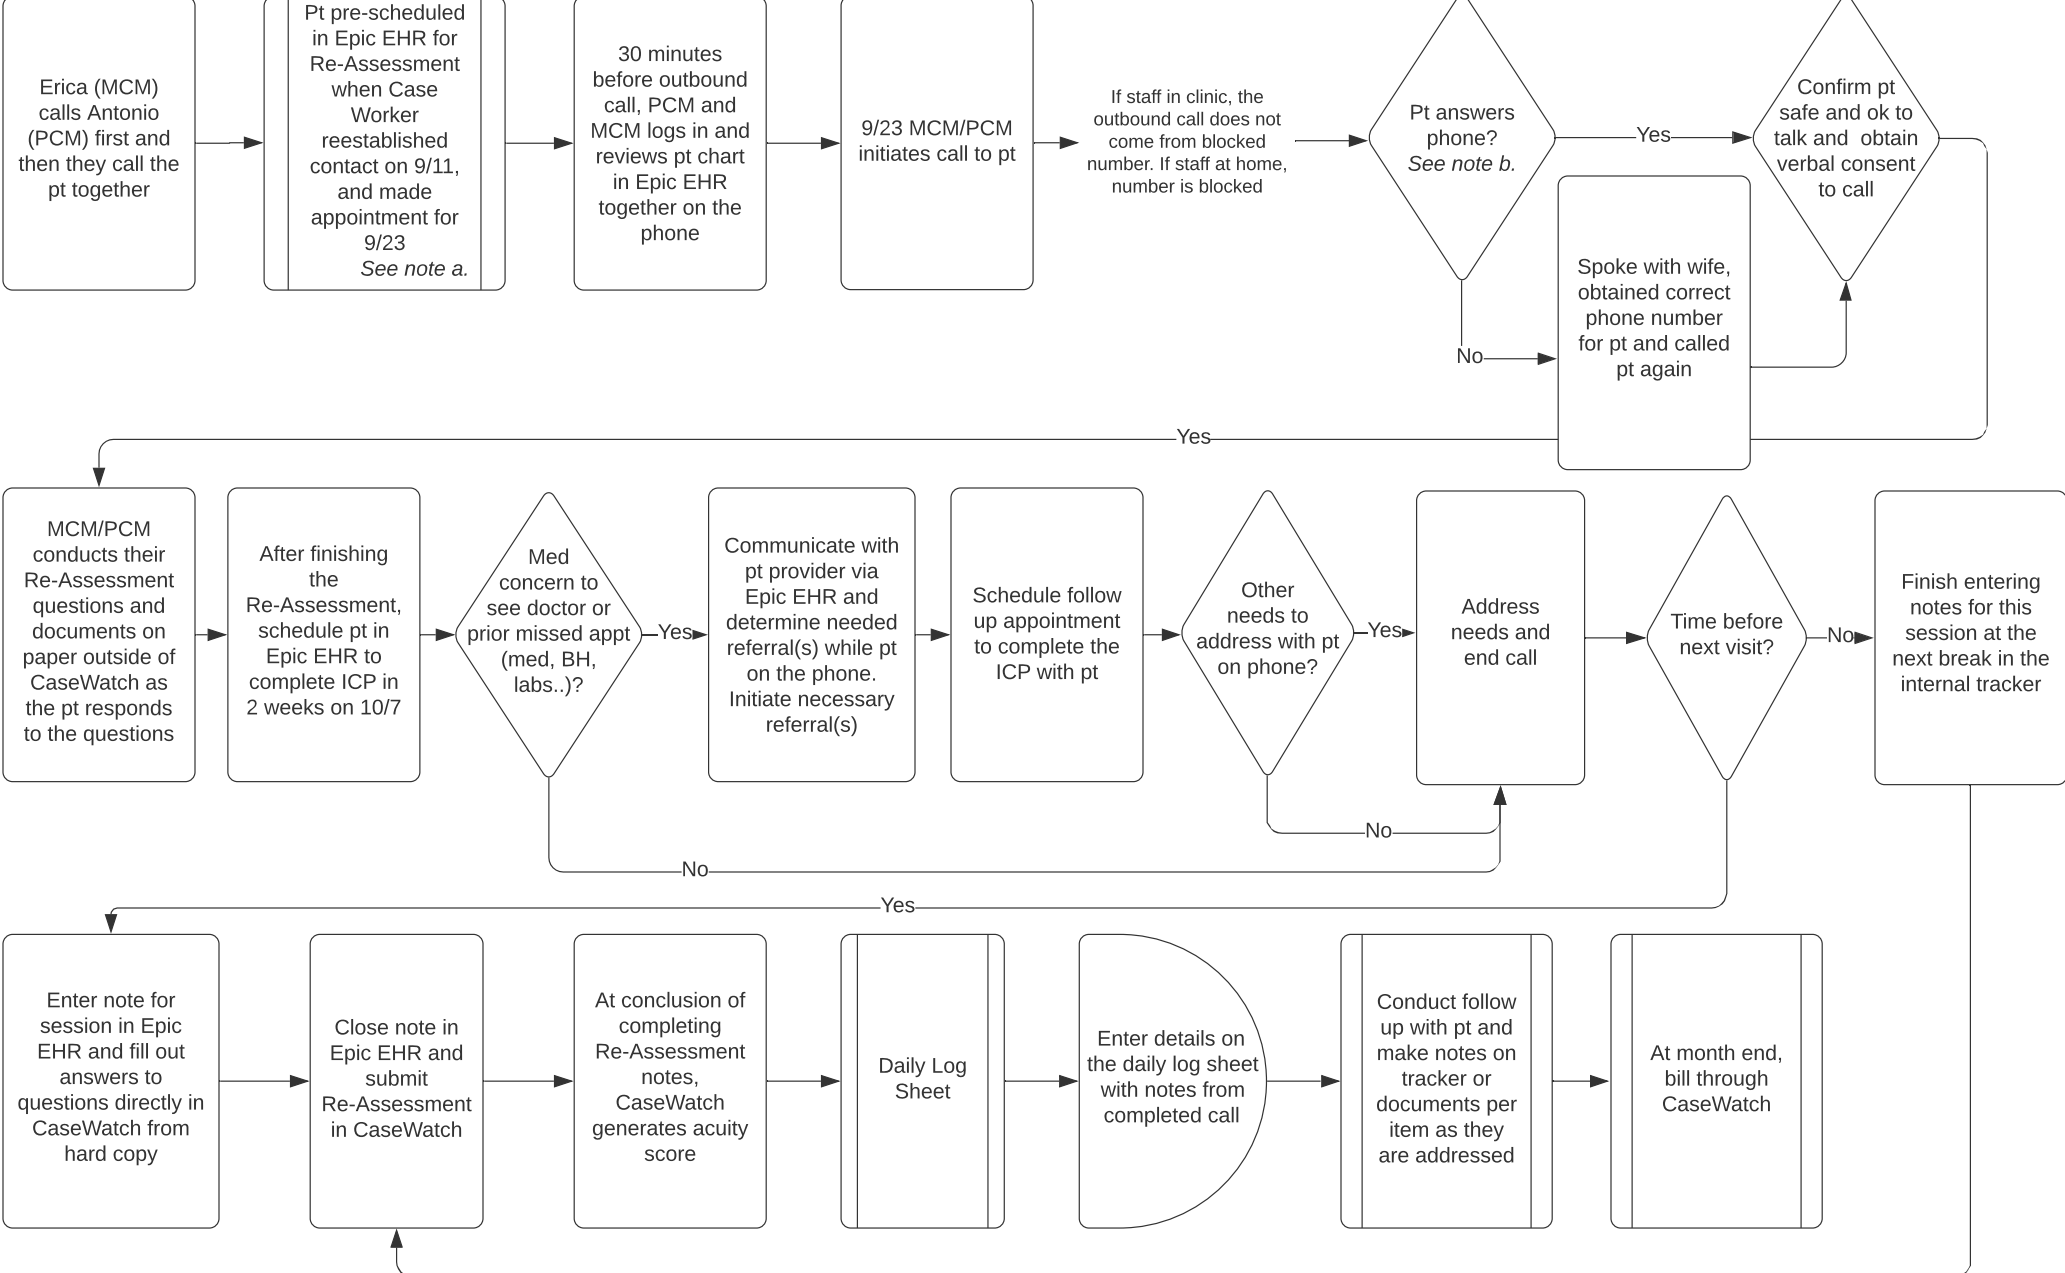 Erica (MCM)
calls Antonio
(PCM) first and
then they call the
pt together
Pt pre-scheduled
in Epic EHR for
Re-Assessment
when Case
Worker
reestablished
contact on 9/11,
and made
appointment for
9/23
See note a.
30 minutes
before outbound
call, PCM and
MCM logs in and
reviews pt chart
in Epic EHR
together on the
phone
9/23 MCM/PCM
initiates call to pt
If staff in clinic, the
outbound call does not
come from blocked
number. If staff at home,
number is blocked
Pt answers
phone?
See note b.
Yes
Confirm pt
safe and ok to
talk and  obtain
verbal consent
to call
No
Spoke with wife,
obtained correct
phone number
for pt and called
pt again
Yes
MCM/PCM
conducts their
Re-Assessment
questions and
documents on
paper outside of
CaseWatch as
the pt responds
to the questions
After finishing
the
Re-Assessment,
schedule pt in
Epic EHR to
complete ICP in
2 weeks on 10/7
Med
concern to
see doctor or
prior missed appt
(med, BH,
labs..)?
Yes
Communicate with
pt provider via
Epic EHR and
determine needed
referral(s) while pt
on the phone.
Initiate necessary
referral(s)
Schedule follow
up appointment
to complete the
ICP with pt
Other
needs to
address with pt
on phone?
Yes
Address
needs and
end call
Time before
next visit?
No
Finish entering
notes for this
session at the
next break in the
internal tracker
No
No
Yes
Enter note for
session in Epic
EHR and fill out
answers to
questions directly in
CaseWatch from
hard copy
Close note in
Epic EHR and
submit
Re-Assessment
in CaseWatch
At conclusion of
completing
Re-Assessment
notes,
CaseWatch
generates acuity
score
Daily Log
Sheet
Enter details on
the daily log sheet
with notes from
completed call
Conduct follow
up with pt and
make notes on
tracker or
documents per
item as they
are addressed
At month end,
bill through
CaseWatch